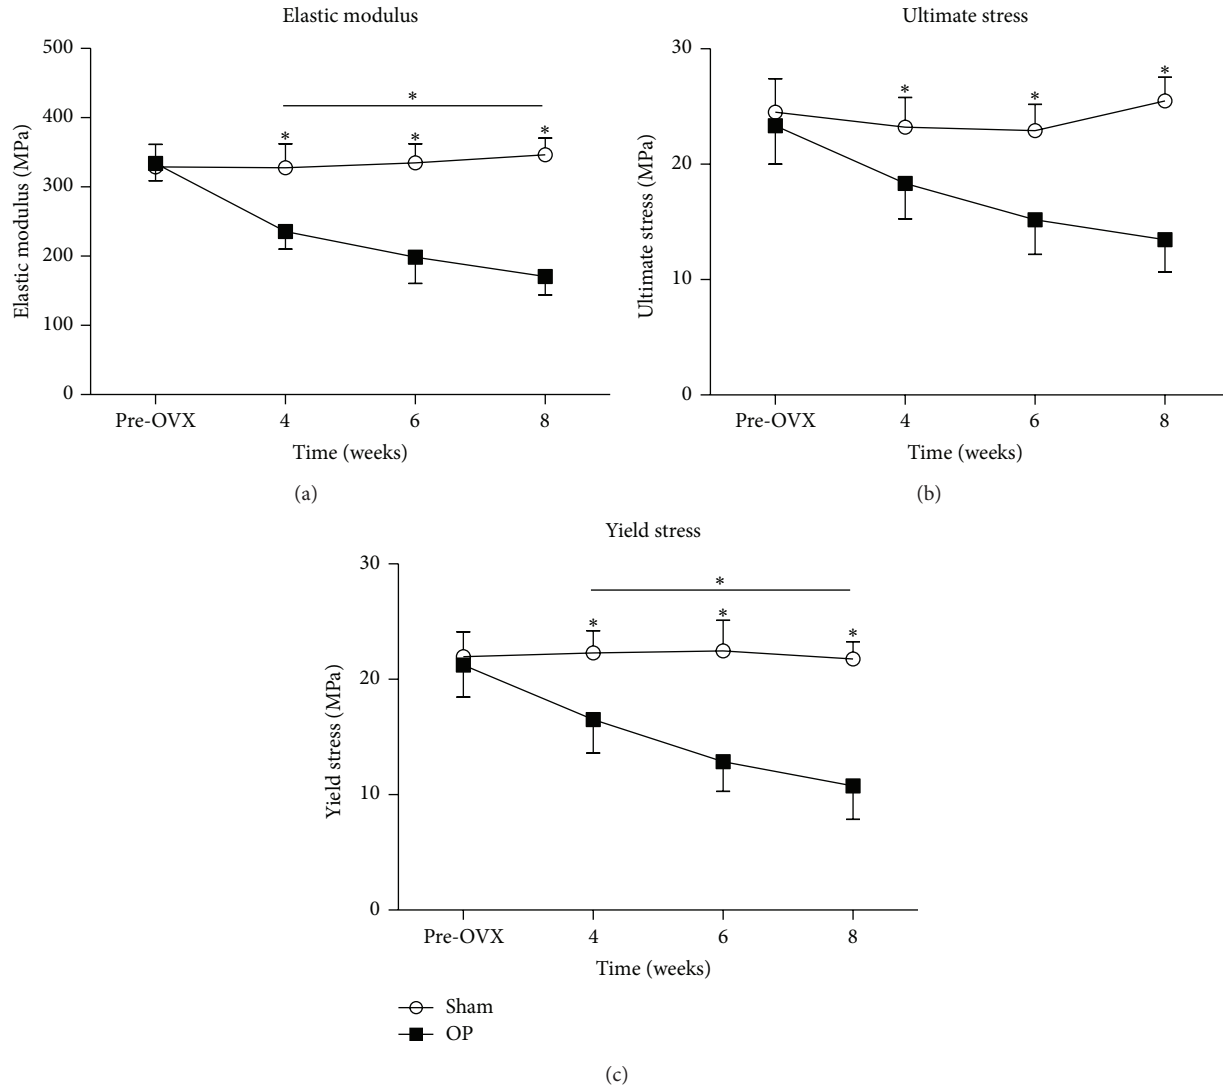 Elastic modulus
500
400
300
200
100
0
Elastic modulus (MPa)
*
* * *
Pre-OVX 4 6 8
Time (weeks)
(a)
Ultimate stress
30
20
10
0
Ultimate stress (MPa)
* * *
Pre-OVX 4 6 8
Time (weeks)
(b)
Yield stress
30
20
10
0
Yield stress (MPa)
*
* * *
Pre-OVX 4 6 8
Time (weeks)
Sham
OP
(c)